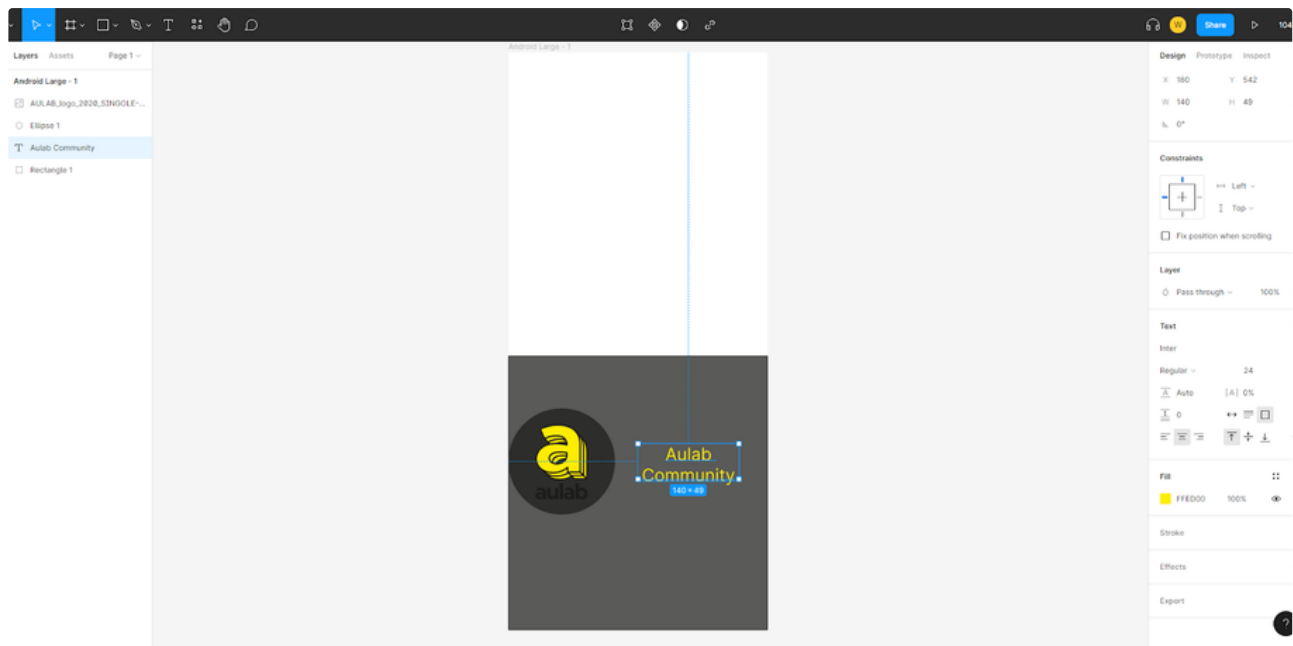 W
Share
104
Layers Assets Page 1
Android Large - 1
AULAB_logo_2020_SINGOLE-...
Ellipse 1
Aulab Community
Rectangle 1
Android Large - 1
aulab
Aulab
Community
140 × 49
Design Prototype Inspect
X 180 Y 542
W 140 H 49
0°
Constraints
Left
Top
Fix position when scrolling
Layer
Pass through 100%
Text
Inter
Regular 24
Auto |A| 0%
0
Fill
FFED00 100%
Stroke
Effects
Export
?